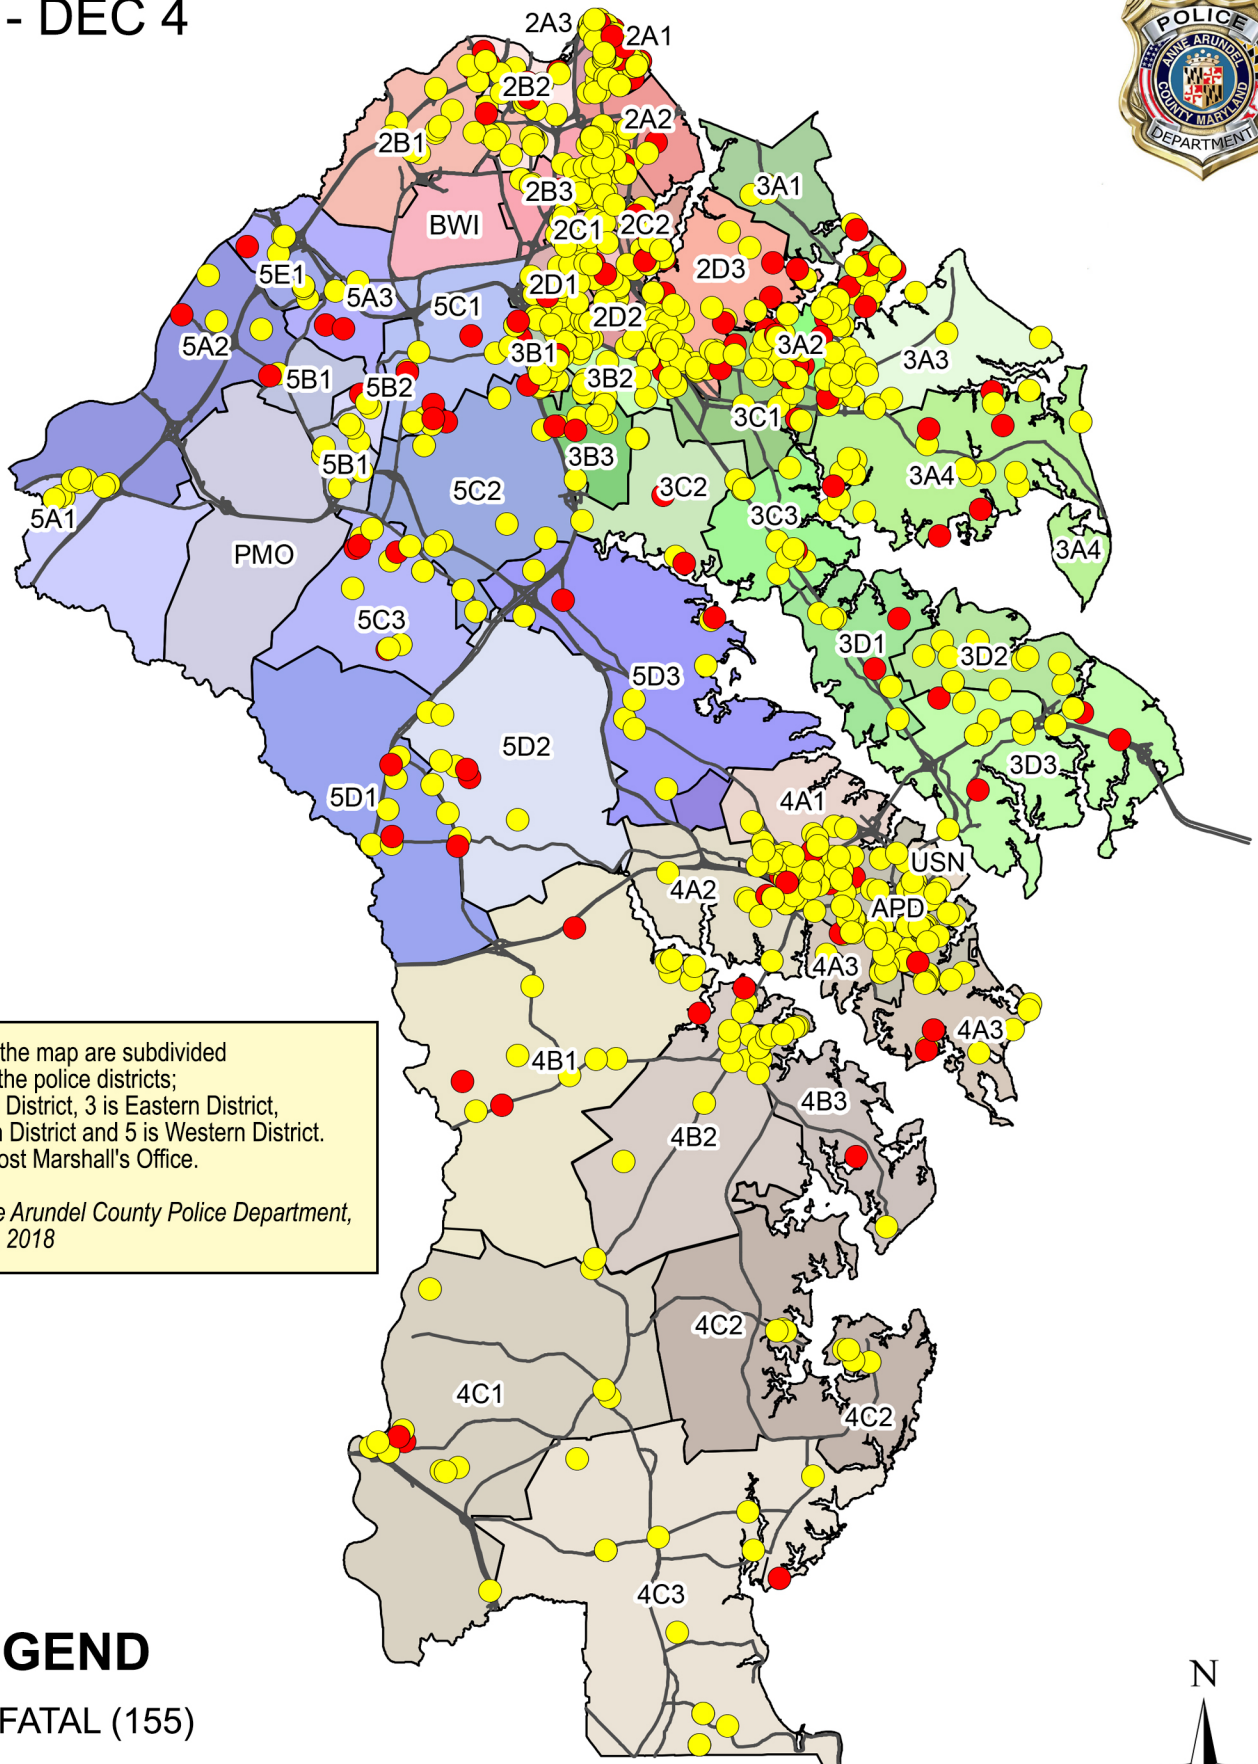 - DEC 4
POLICE
ANNE ARUNDEL
COUNTY MARYLAND
DEPARTMENT
2A3
2A1
2B2
2A2
2B1
3A1
2B3
BWI
2C1
2C2
2D3
5E1
2D1
5A3
5C1
2D2
5A2
3B1
3A2
3A3
5B1
5B2
3B2
3C1
3B3
5B1
3A4
5C2
3C2
5A1
3C3
PMO
3A4
5C3
3D1
3D2
5D3
5D2
3D3
5D1
4A1
USN
4A2
APD
4A3
4A3
4B1
4B3
4B2
the map are subdivided
the police districts;
District, 3 is Eastern District,
District and 5 is Western District.
ost Marshall's Office.
e Arundel County Police Department,
2018
4C2
4C1
4C2
4C3
GEND
FATAL (155)
N